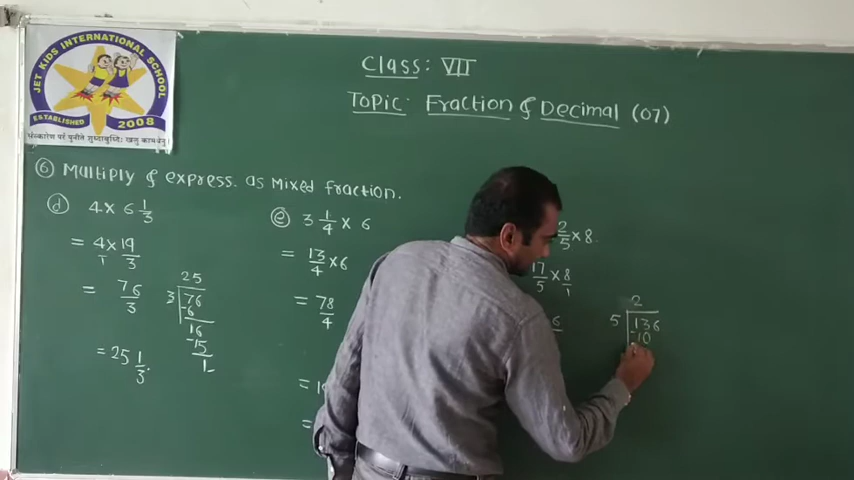 JET KIDS INTERNATIONAL SCHOOL
ESTABLISHED 2008
CLASS: VII
Topic: Fraction & Decimal (07)
⑥ Multiply & express as Mixed fraction.
ⓓ 4× 6 1/3
= 4/1 × 19/3
= 76/3
= 25 1/3.
25
3 76
-6
16
-15
1
ⓔ 3 1/4 × 6
= 13/4 × 6
= 78/4
= 1
=
2/5 × 8.
17/5 × 8/1
6
2
5 136
-10